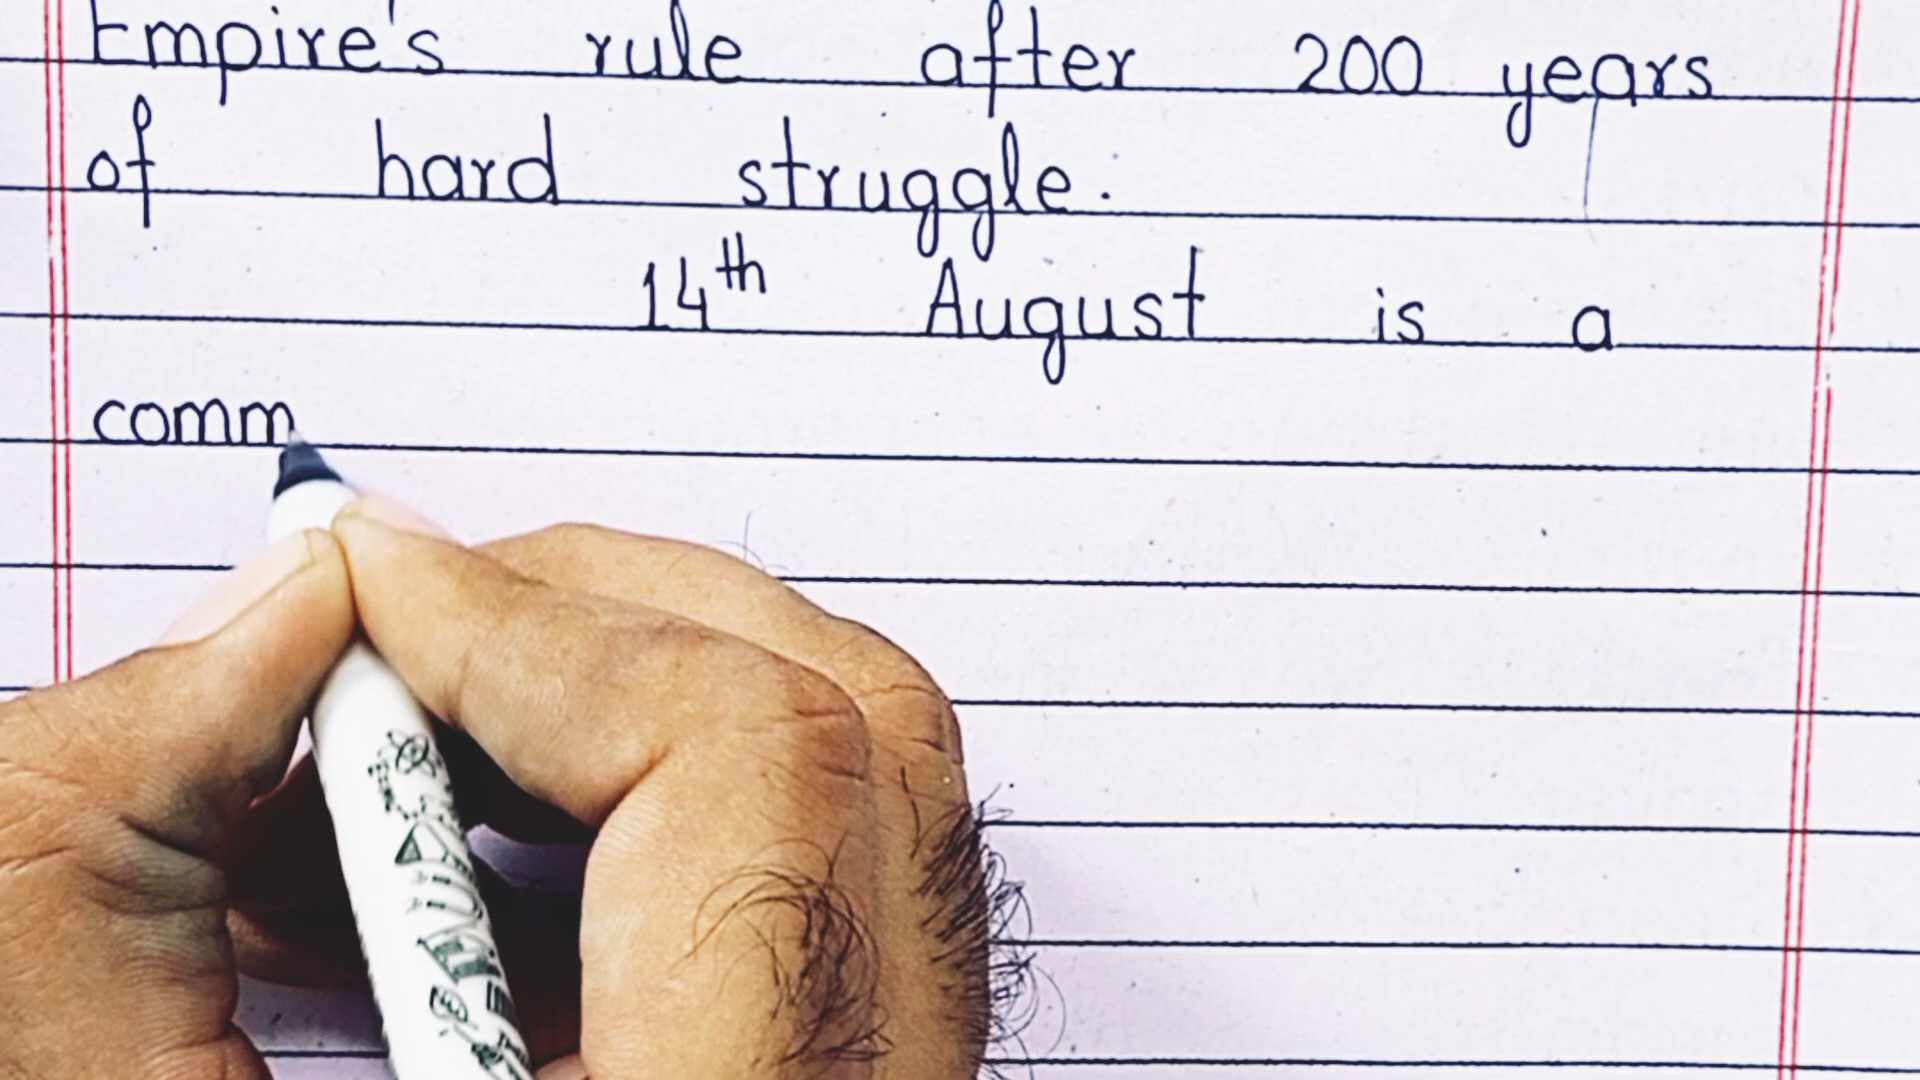 Empire's rule after 200 years
of hard struggle.
14th August is a
comm